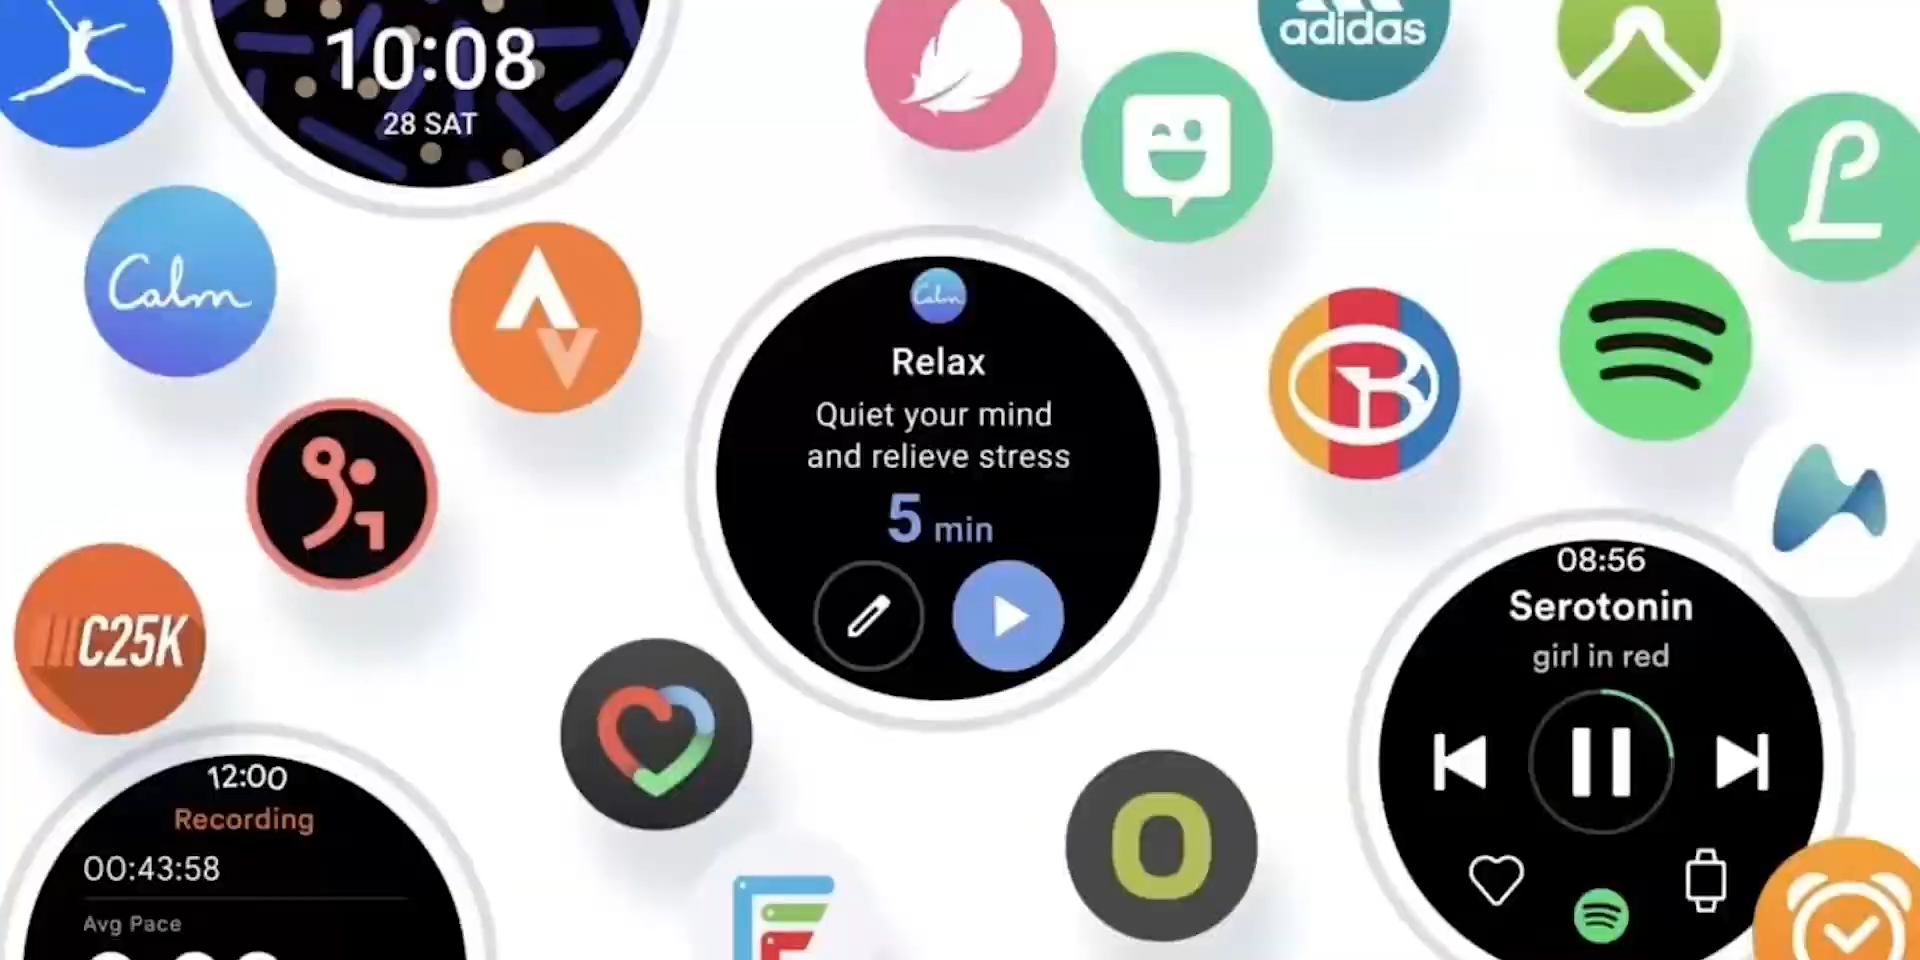 10:08
28 SAT
adidas
L
Calm
Calm
Relax
Quiet your mind
and relieve stress
5 min
B
C25K
08:56
Serotonin
girl in red
12:00
Recording
00:43:58
Avg Pace
O